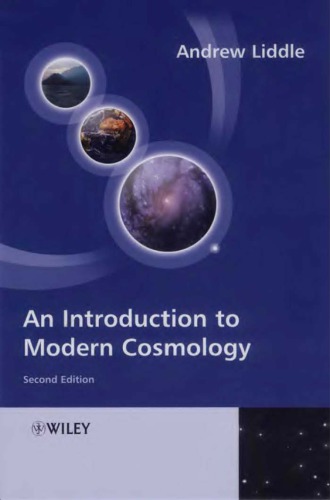 Andrew Liddle
An Introduction to
Modern Cosmology
Second Edition
WILEY